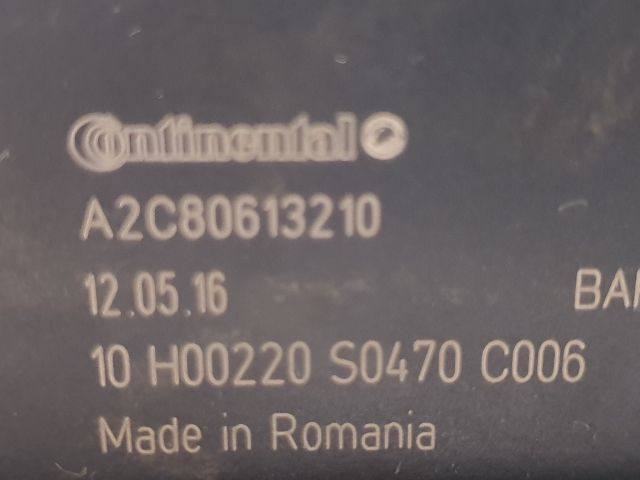 Continental
A2C80613210
12.05.16
10 H00220 S0470 C006
Made in Romania